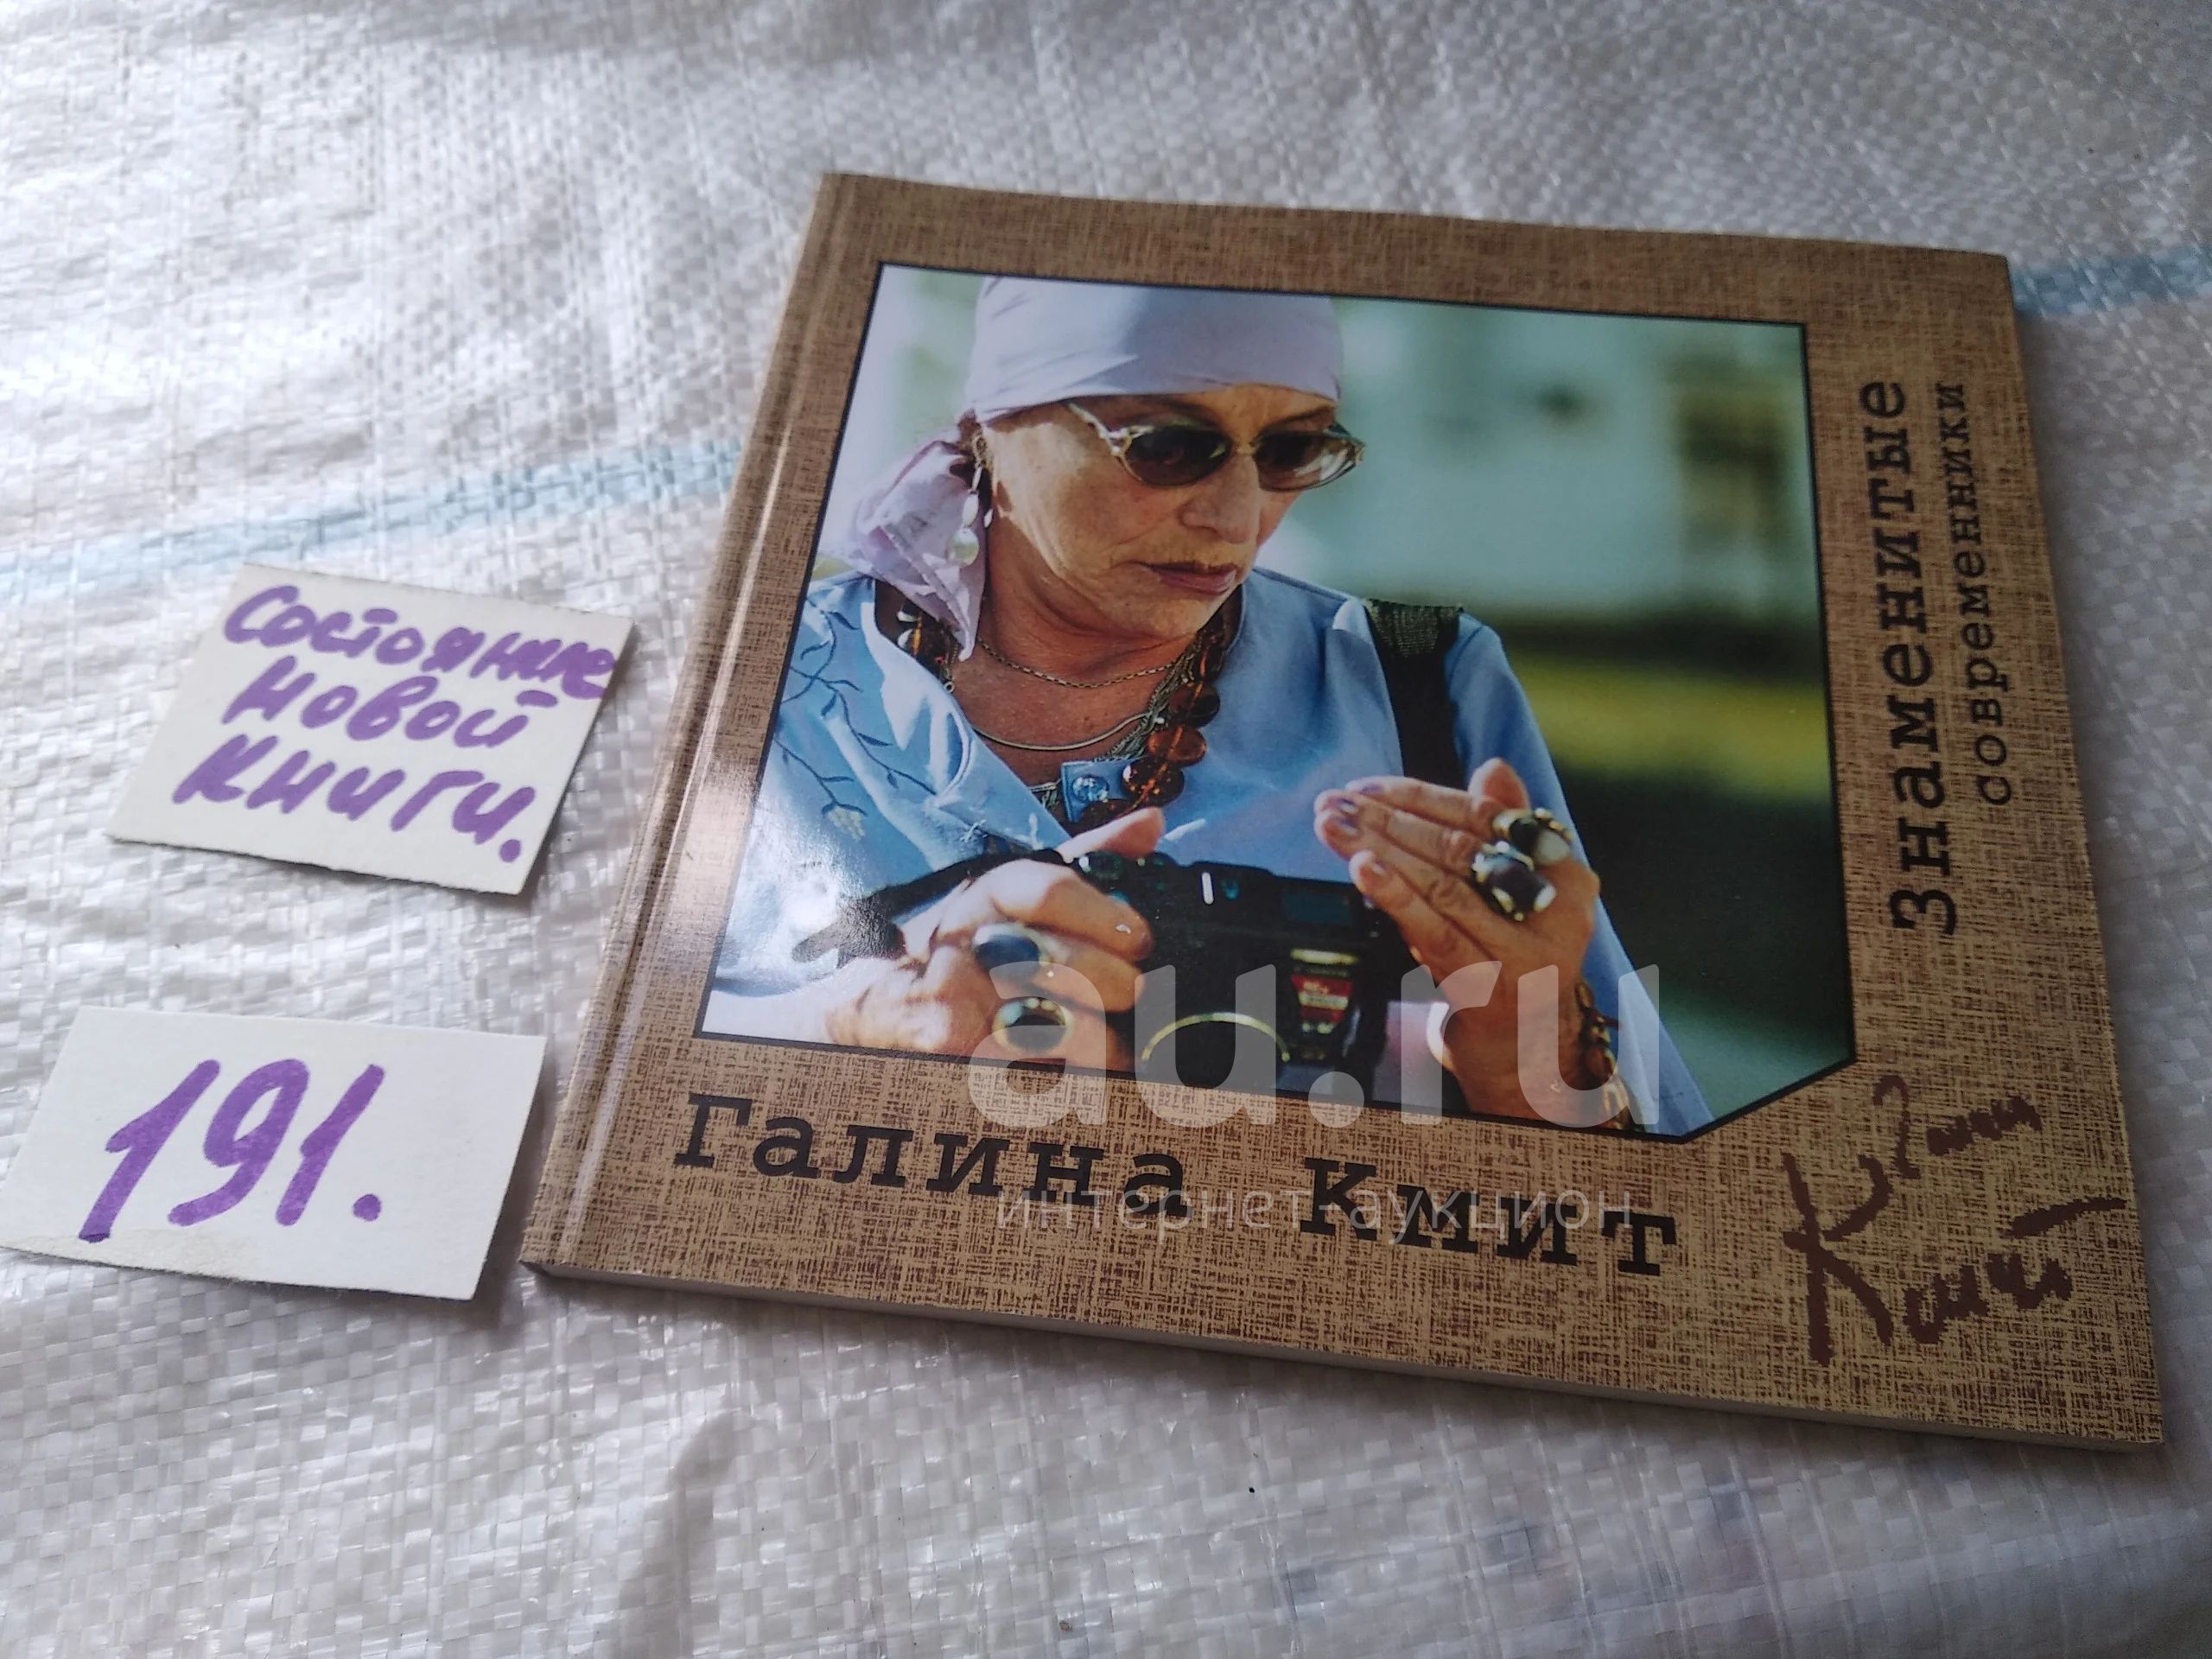 Состояние
новой
книги.
191.
Знаменитые
современники
Галина Кмит
au.ru
интернет-аукцион